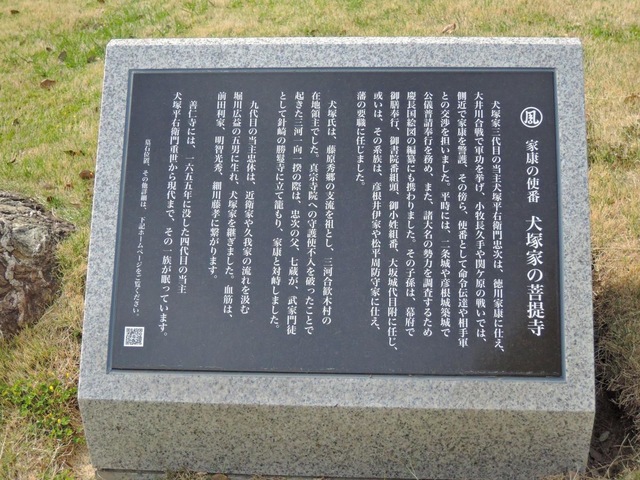 風 家康の使番 犬塚家の菩提寺
犬塚家三代目の当主犬塚平右衛門忠次は、徳川家康に仕え、
大井川合戦で軍功を挙げ、小牧長久手や関ヶ原の戦いでは、
側近で家康を警護、その傍ら、使番として命令伝達や相手軍
との交渉を担いました。平時には、二条城や彦根城築城で
公儀普請奉行を務め、また、諸大名の勢力を調査するため
慶長国絵図の編纂にも携わりました。その子孫は、幕府で
御膳奉行、御書院番組頭、御小姓組番、大坂城代目附に任じ、
或いは、その系族は、彦根井伊家や松平周防守家に仕え、
藩の要職に任じました。
犬塚氏は、藤原秀郷の支流を祖とし、三河合歓木村の
在地領主でした。真宗寺院への守護使不入を破ったことで
起きた三河一向一揆の際は、忠次の父、七蔵が、武家門徒
として針崎の勝鬘寺に立て籠もり、家康と対峙しました。
九代目の当主忠休は、近衛家や久我家の流れを汲む
堀川広益の五男に生れ、犬塚家を継ぎました。血筋は、
前田利家、明智光秀、細川藤孝に繋がります。
善仁寺には、一六五五年に没した四代目の当主
犬塚平右衛門重世から現代まで、その一族が眠っています。
墓石配置、その他詳細は、下記ホームページをご覧ください。